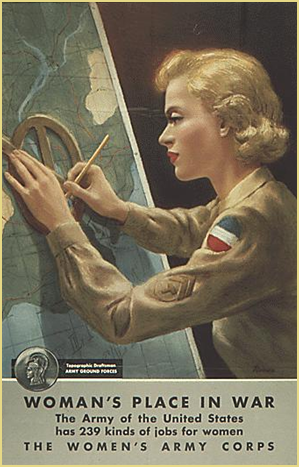 Topographic Draftsman
ARMY GROUND FORCES
WOMAN'S PLACE IN WAR
The Army of the United States
has 239 kinds of jobs for women
THE WOMEN'S ARMY CORPS